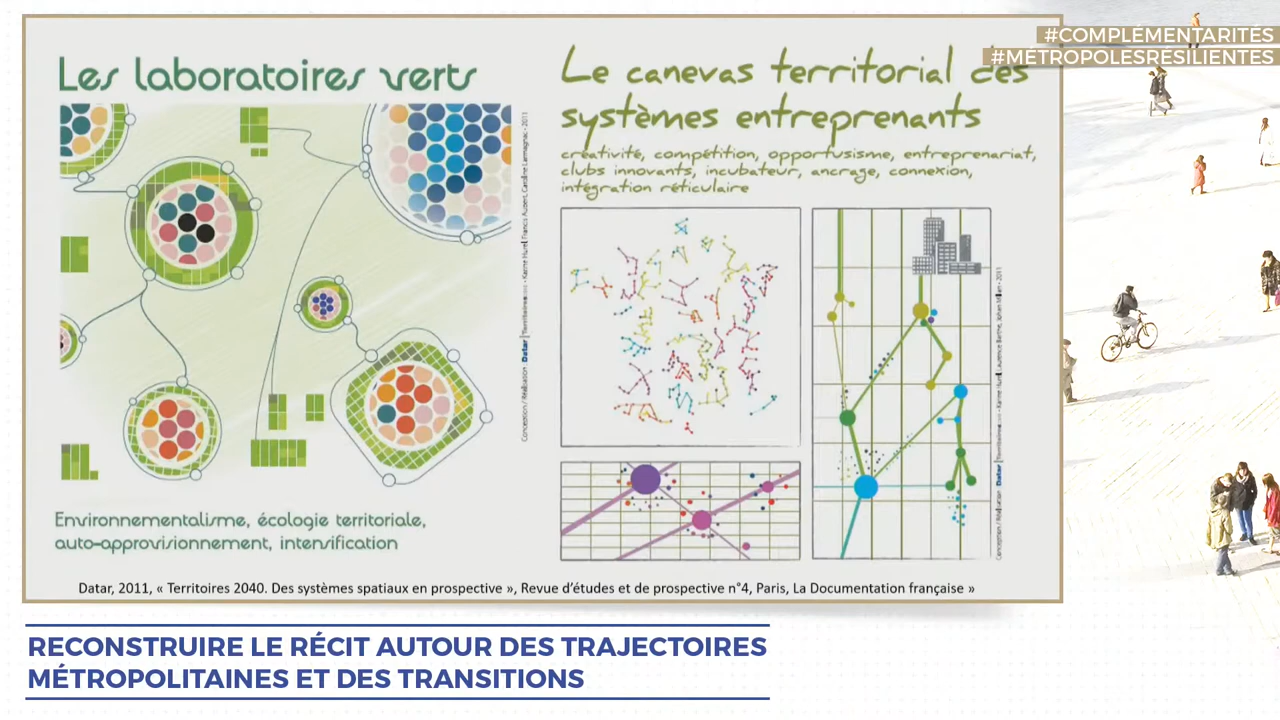 #COMPLÉMENTARITÉS
#MÉTROPOLESRÉSILIENTES
Les laboratoires verts
Environnementalisme, écologie territoriale,
auto-approvisionnement, intensification
Le canevas territorial des
systèmes entreprenants
créativité, compétition, opportunisme, entreprenariat,
clubs innovants, incubateur, ancrage, connexion,
intégration réticulaire
Datar, 2011, « Territoires 2040. Des systèmes spatiaux en prospective », Revue d'études et de prospective n°4, Paris, La Documentation française »
RECONSTRUIRE LE RÉCIT AUTOUR DES TRAJECTOIRES
MÉTROPOLITAINES ET DES TRANSITIONS